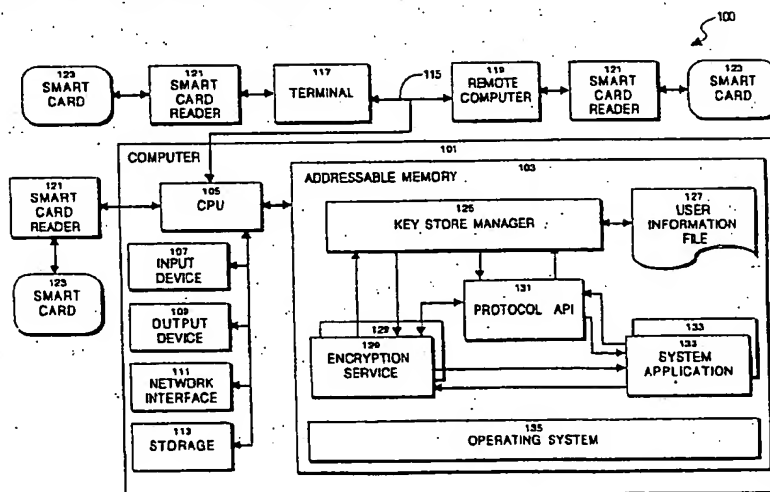 100
123
SMART
CARD
121
SMART
CARD
READER
117
TERMINAL
115
119
REMOTE
COMPUTER
121
SMART
CARD
READER
123
SMART
CARD
101
COMPUTER
103
ADDRESSABLE MEMORY
121
SMART
CARD
READER
105
CPU
125
KEY STORE MANAGER
127
USER
INFORMATION
FILE
123
SMART
CARD
107
INPUT
DEVICE
109
OUTPUT
DEVICE
111
NETWORK
INTERFACE
113
STORAGE
131
PROTOCOL API
129
129
ENCRYPTION
SERVICE
133
133
SYSTEM
APPLICATION
135
OPERATING SYSTEM